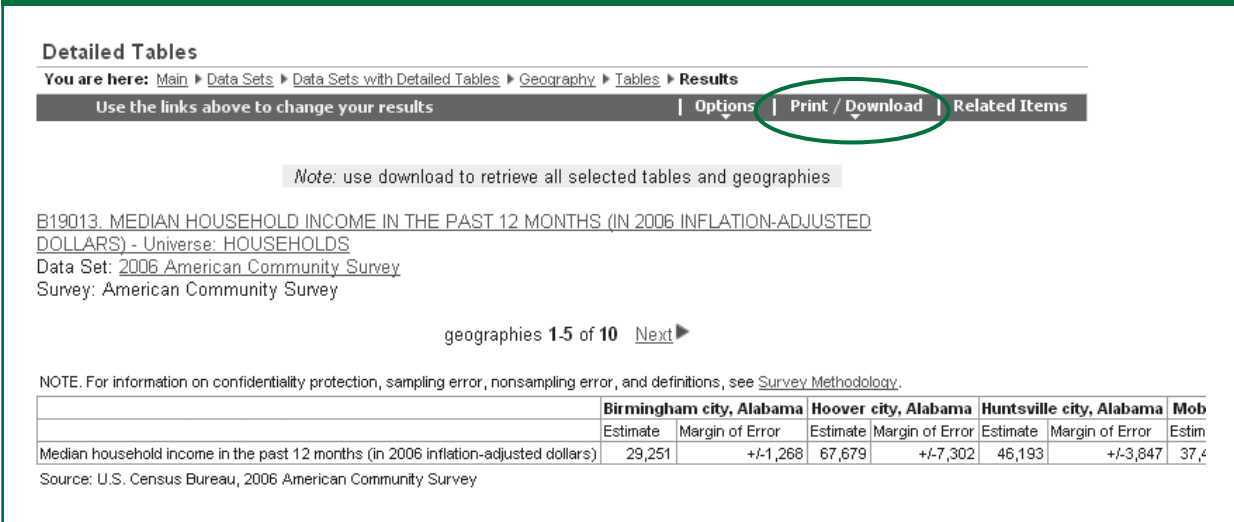 Detailed Tables
You are here: Main ▶ Data Sets ▶ Data Sets with Detailed Tables ▶ Geography ▶ Tables ▶ Results
Use the links above to change your results | Options | Print / Download | Related Items
Note: use download to retrieve all selected tables and geographies
B19013. MEDIAN HOUSEHOLD INCOME IN THE PAST 12 MONTHS (IN 2006 INFLATION-ADJUSTED
DOLLARS) - Universe: HOUSEHOLDS
Data Set: 2006 American Community Survey
Survey: American Community Survey
geographies 1-5 of 10 Next▶
NOTE. For information on confidentiality protection, sampling error, nonsampling error, and definitions, see Survey Methodology.
Birmingham city, Alabama Hoover city, Alabama Huntsville city, Alabama Mob
Estimate Margin of Error Estimate Margin of Error Estimate Margin of Error Estim
Median household income in the past 12 months (in 2006 inflation-adjusted dollars) 29,251 +/-1,268 67,679 +/-7,302 46,193 +/-3,847 37,
Source: U.S. Census Bureau, 2006 American Community Survey